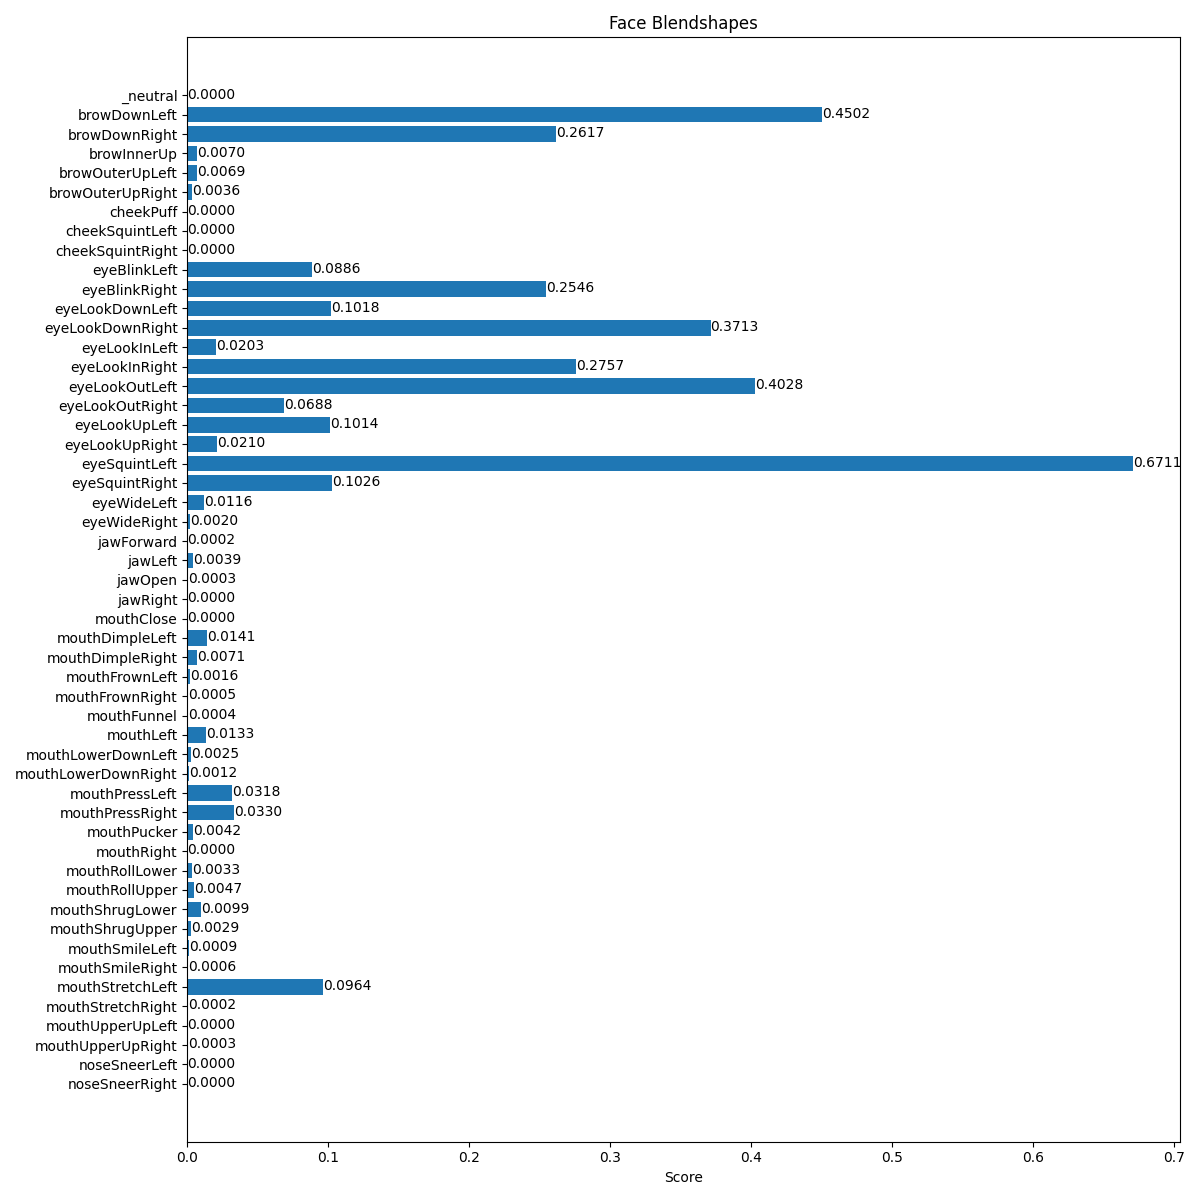 Face Blendshapes
_neutral 0.0000
browDownLeft 0.4502
browDownRight 0.2617
browInnerUp 0.0070
browOuterUpLeft 0.0069
browOuterUpRight 0.0036
cheekPuff 0.0000
cheekSquintLeft 0.0000
cheekSquintRight 0.0000
eyeBlinkLeft 0.0886
eyeBlinkRight 0.2546
eyeLookDownLeft 0.1018
eyeLookDownRight 0.3713
eyeLookInLeft 0.0203
eyeLookInRight 0.2757
eyeLookOutLeft 0.4028
eyeLookOutRight 0.0688
eyeLookUpLeft 0.1014
eyeLookUpRight 0.0210
eyeSquintLeft 0.6711
eyeSquintRight 0.1026
eyeWideLeft 0.0116
eyeWideRight 0.0020
jawForward 0.0002
jawLeft 0.0039
jawOpen 0.0003
jawRight 0.0000
mouthClose 0.0000
mouthDimpleLeft 0.0141
mouthDimpleRight 0.0071
mouthFrownLeft 0.0016
mouthFrownRight 0.0005
mouthFunnel 0.0004
mouthLeft 0.0133
mouthLowerDownLeft 0.0025
mouthLowerDownRight 0.0012
mouthPressLeft 0.0318
mouthPressRight 0.0330
mouthPucker 0.0042
mouthRight 0.0000
mouthRollLower 0.0033
mouthRollUpper 0.0047
mouthShrugLower 0.0099
mouthShrugUpper 0.0029
mouthSmileLeft 0.0009
mouthSmileRight 0.0006
mouthStretchLeft 0.0964
mouthStretchRight 0.0002
mouthUpperUpLeft 0.0000
mouthUpperUpRight 0.0003
noseSneerLeft 0.0000
noseSneerRight 0.0000
0.0 0.1 0.2 0.3 0.4 0.5 0.6 0.7
Score